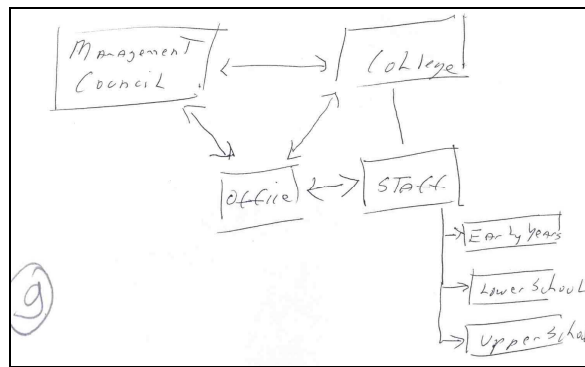 Management
Council
College
Office
Staff
Early Years
Lower School
Upper School
9